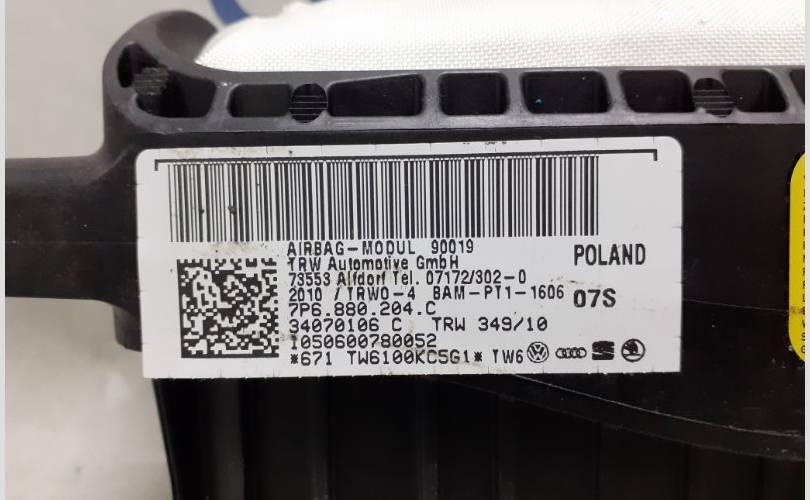 AIRBAG-MODUL 90019
TRW Automotive GmbH
73553 Alfdorf Tel. 07172/302-0
2010 / TRWO-4 BAM-PT1-1606
7P6.880.204.C
34070106 C TRW 349/10
1050600780052
*671 TW6100KC5G1* TW6
POLAND
07S